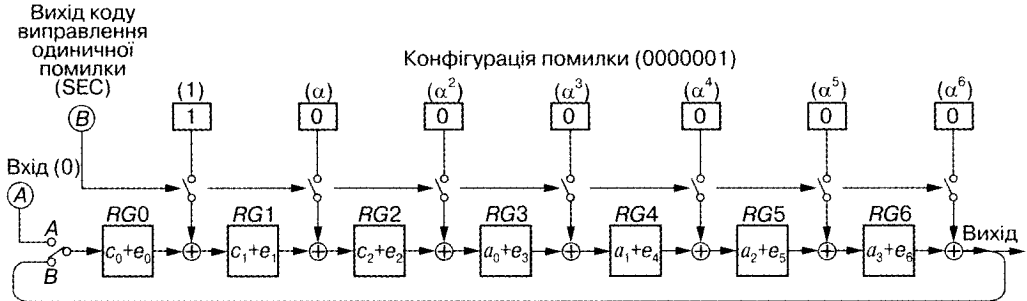 Вихід коду
виправлення
одиничної
помилки
(SEC)
Конфігурація помилки (0000001)
(1) (α) (α²) (α³) (α⁴) (α⁵) (α⁶)
B 1 0 0 0 0 0 0
Вхід (0)
A
RG0 RG1 RG2 RG3 RG4 RG5 RG6
A
Вихід
c₀+e₀ c₁+e₁ c₂+e₂ a₀+e₃ a₁+e₄ a₂+e₅ a₃+e₆
B